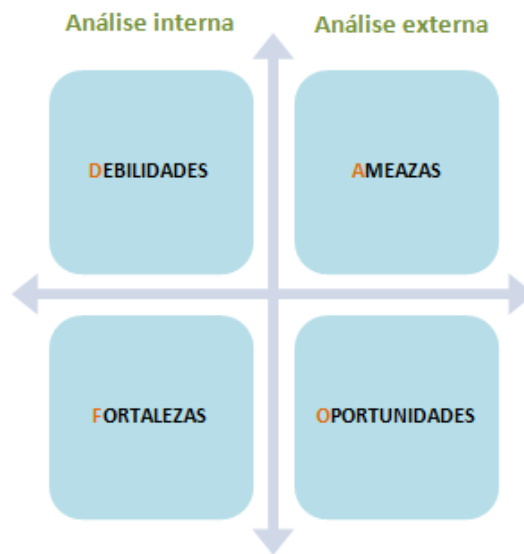 Análise interna
Análise externa
DEBILIDADES
AMEAZAS
FORTALEZAS
OPORTUNIDADES